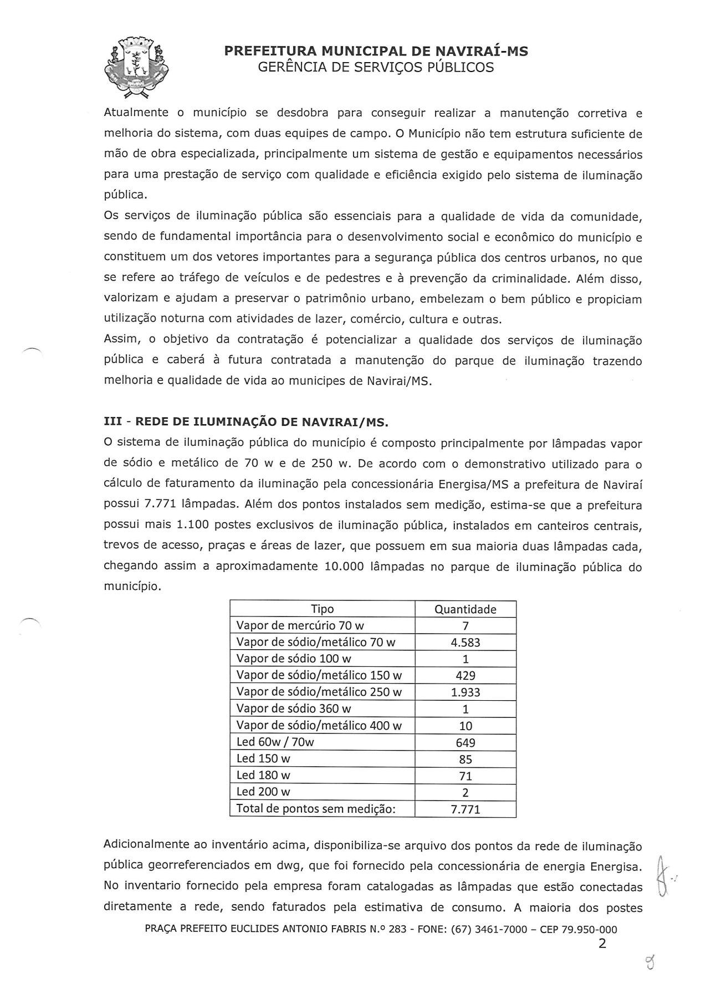 PREFEITURA MUNICIPAL DE NAVIRAÍ-MS
GERÊNCIA DE SERVIÇOS PÚBLICOS
Atualmente o município se desdobra para conseguir realizar a manutenção corretiva e
melhoria do sistema, com duas equipes de campo. O Município não tem estrutura suficiente de
mão de obra especializada, principalmente um sistema de gestão e equipamentos necessários
para uma prestação de serviço com qualidade e eficiência exigido pelo sistema de iluminação
pública.
Os serviços de iluminação pública são essenciais para a qualidade de vida da comunidade,
sendo de fundamental importância para o desenvolvimento social e econômico do município e
constituem um dos vetores importantes para a segurança pública dos centros urbanos, no que
se refere ao tráfego de veículos e de pedestres e à prevenção da criminalidade. Além disso,
valorizam e ajudam a preservar o patrimônio urbano, embelezam o bem público e propiciam
utilização noturna com atividades de lazer, comércio, cultura e outras.
Assim, o objetivo da contratação é potencializar a qualidade dos serviços de iluminação
pública e caberá à futura contratada a manutenção do parque de iluminação trazendo
melhoria e qualidade de vida ao municipes de Navirai/MS.
III - REDE DE ILUMINAÇÃO DE NAVIRAI/MS.
O sistema de iluminação pública do município é composto principalmente por lâmpadas vapor
de sódio e metálico de 70 w e de 250 w. De acordo com o demonstrativo utilizado para o
cálculo de faturamento da iluminação pela concessionária Energisa/MS a prefeitura de Naviraí
possui 7.771 lâmpadas. Além dos pontos instalados sem medição, estima-se que a prefeitura
possui mais 1.100 postes exclusivos de iluminação pública, instalados em canteiros centrais,
trevos de acesso, praças e áreas de lazer, que possuem em sua maioria duas lâmpadas cada,
chegando assim a aproximadamente 10.000 lâmpadas no parque de iluminação pública do
município.
Tipo Quantidade
Vapor de mercúrio 70 w 7
Vapor de sódio/metálico 70 w 4.583
Vapor de sódio 100 w 1
Vapor de sódio/metálico 150 w 429
Vapor de sódio/metálico 250 w 1.933
Vapor de sódio 360 w 1
Vapor de sódio/metálico 400 w 10
Led 60w / 70w 649
Led 150 w 85
Led 180 w 71
Led 200 w 2
Total de pontos sem medição: 7.771
Adicionalmente ao inventário acima, disponibiliza-se arquivo dos pontos da rede de iluminação
pública georreferenciados em dwg, que foi fornecido pela concessionária de energia Energisa.
No inventario fornecido pela empresa foram catalogadas as lâmpadas que estão conectadas
diretamente a rede, sendo faturados pela estimativa de consumo. A maioria dos postes
PRAÇA PREFEITO EUCLIDES ANTONIO FABRIS N.º 283 - FONE: (67) 3461-7000 – CEP 79.950-000
2